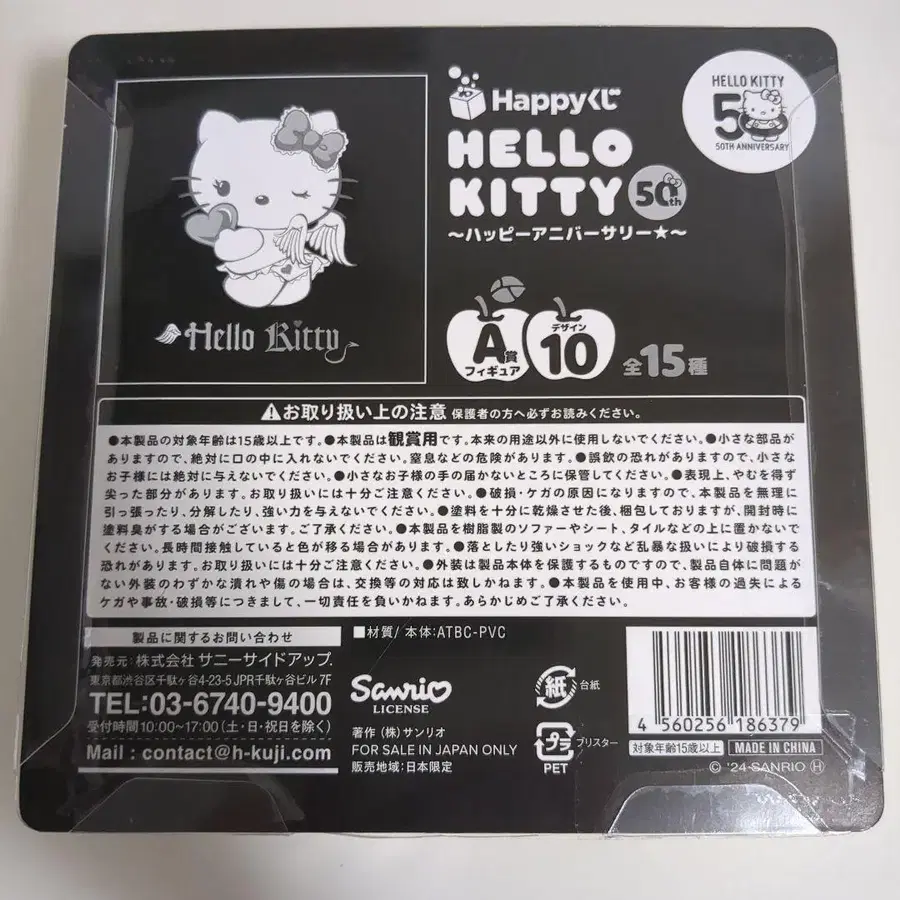 Happyくじ
HELLO
KITTY 50th
～ハッピーアニバーサリー★～
HELLO KITTY
50
50TH ANNIVERSARY
Hello Kitty
A賞
フィギュア
デザイン
10
全15種
⚠お取り扱い上の注意 保護者の方へ必ずお読みください。
●本製品の対象年齢は15歳以上です。●本製品は観賞用です。本来の用途以外に使用しないでください。●小さな部品が
ありますので、絶対に口の中に入れないでください。窒息などの危険があります。●誤飲の恐れがありますので、小さな
お子様には絶対に与えないでください。●小さなお子様の手の届かないところに保管してください。●表現上、やむを得ず
尖った部分があります。お取り扱いには十分ご注意ください。●破損・ケガの原因になりますので、本製品を無理に
引っ張ったり、分解したり、強い力を与えないでください。●塗料を十分に乾燥させた後、梱包しておりますが、開封時に
塗料臭がする場合がございます。ご了承ください。●本製品を樹脂製のソファーやシート、タイルなどの上に置かないで
ください。長時間接触していると色が移る場合があります。●落としたり強いショックなど乱暴な扱いにより破損する
恐れがあります。お取り扱いには十分ご注意ください。●外装は製品本体を保護するものですので、製品自体に問題が
ない外装のわずかな潰れや傷の場合は、交換等の対応は致しかねます。●本製品を使用中、お客様の過失による
ケガや事故・破損等につきまして、一切責任を負いかねます。あらかじめご了承ください。
製品に関するお問い合わせ
発売元：株式会社 サニーサイドアップ.
東京都渋谷区千駄ヶ谷4-23-5 JPR千駄ヶ谷ビル 7F
TEL:03-6740-9400
受付時間10:00~17:00（土・日・祝日を除く）
Mail : contact@h-kuji.com
■材質/ 本体:ATBC-PVC
Sanrio
LICENSE
著作 (株) サンリオ
FOR SALE IN JAPAN ONLY
販売地域：日本限定
紙 台紙
プラ ブリスター
PET
4 560256 186379
対象年齢15歳以上
MADE IN CHINA
© '24 SANRIO Ⓗ